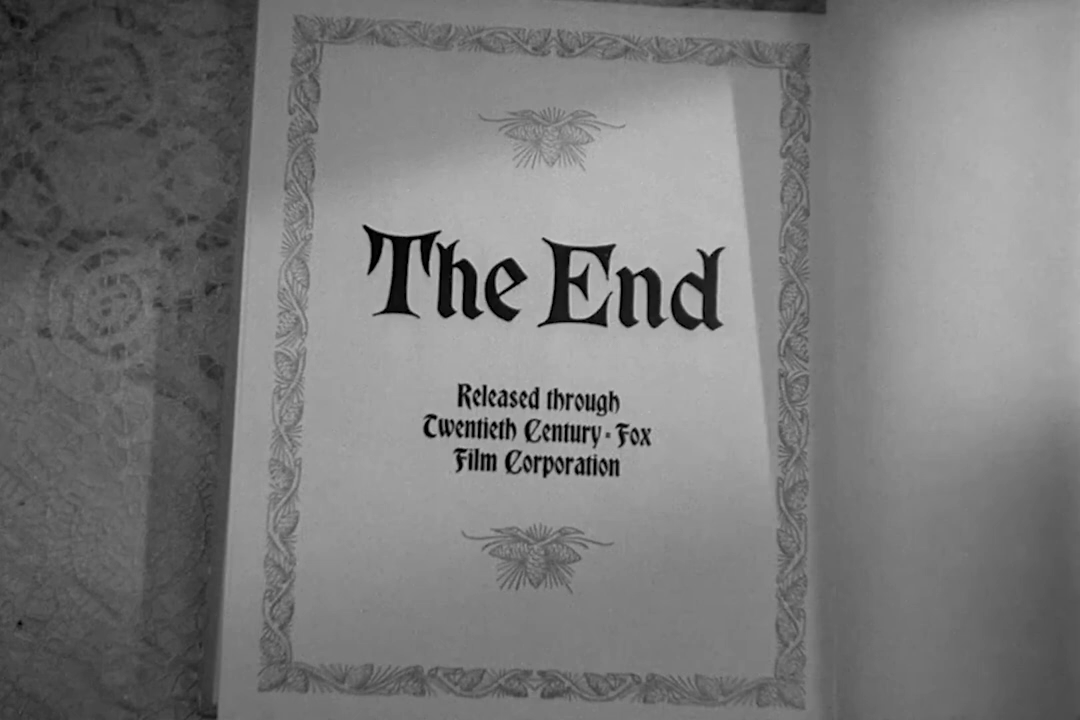 The End
Released through
Twentieth Century-Fox
Film Corporation